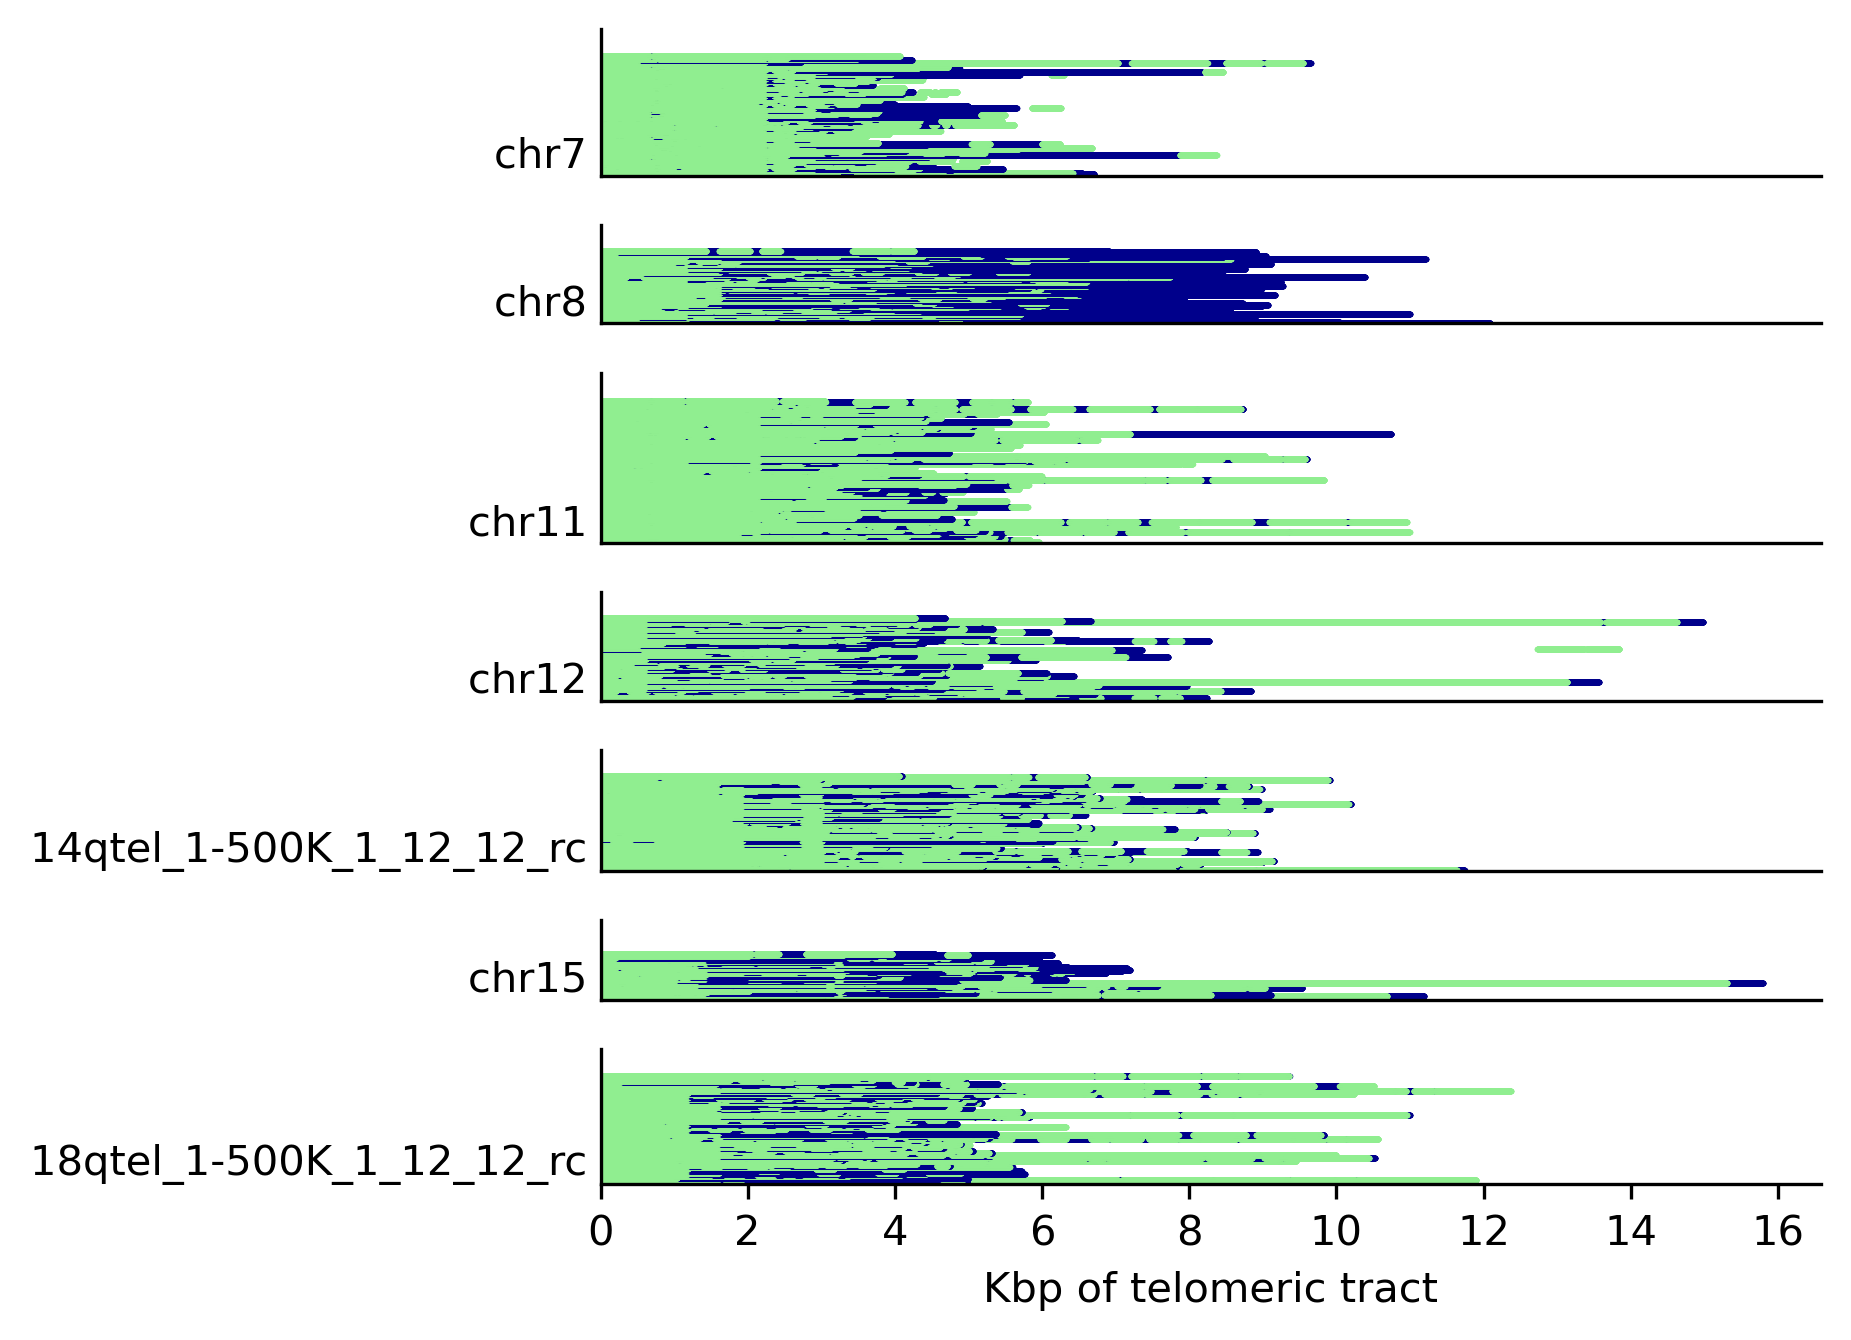 chr7
chr8
chr11
chr12
14qtel_1-500K_1_12_12_rc
chr15
18qtel_1-500K_1_12_12_rc
0 2 4 6 8 10 12 14 16
Kbp of telomeric tract